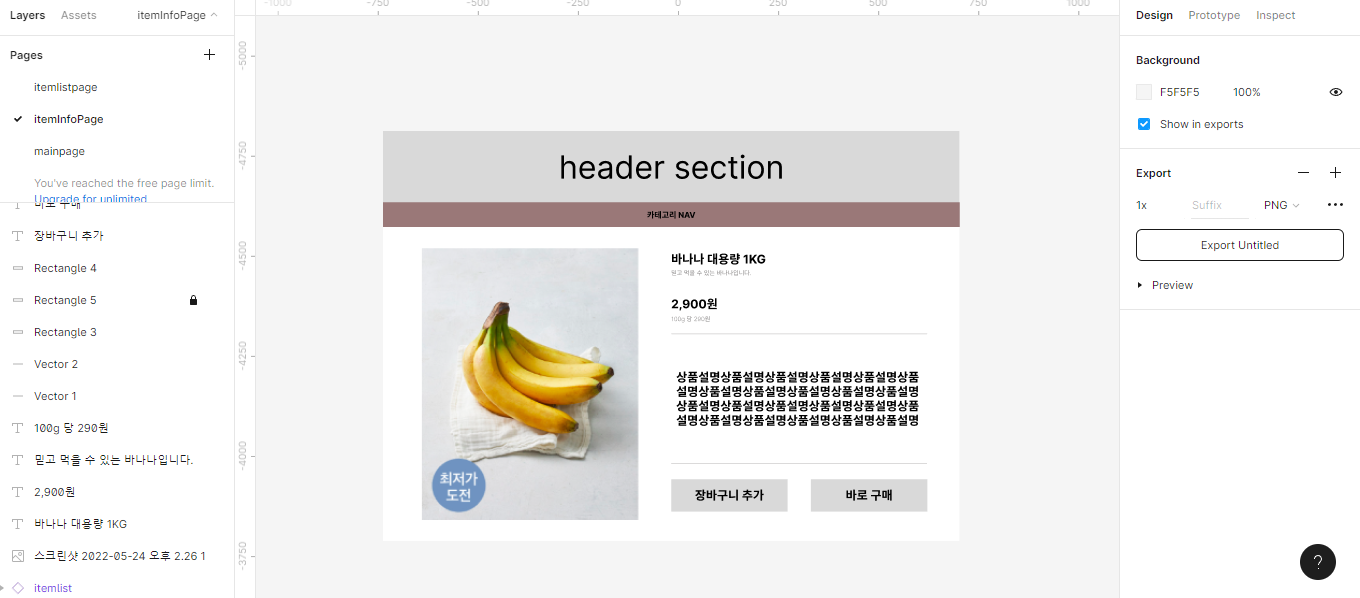 Layers Assets itemInfoPage
Pages
itemlistpage
itemInfoPage
mainpage
You've reached the free page limit.
Upgrade for unlimited
바로 구매
장바구니 추가
Rectangle 4
Rectangle 5
Rectangle 3
Vector 2
Vector 1
100g 당 290원
믿고 먹을 수 있는 바나나입니다.
2,900원
바나나 대용량 1KG
스크린샷 2022-05-24 오후 2.26 1
itemlist
-1000 -750 -500 -250 0 250 500 750 1000
-5000
-4750
-4500
-4250
-4000
-3750
header section
카테고리 NAV
최저가
도전
바나나 대용량 1KG
믿고 먹을 수 있는 바나나입니다.
2,900원
100g 당 290원
상품설명상품설명상품설명상품설명상품설명상품
설명상품설명상품설명상품설명상품설명상품설명
상품설명상품설명상품설명상품설명상품설명상품
설명상품설명상품설명상품설명상품설명상품설명
장바구니 추가
바로 구매
Design Prototype Inspect
Background
F5F5F5 100%
Show in exports
Export
1x Suffix PNG
Export Untitled
Preview
?